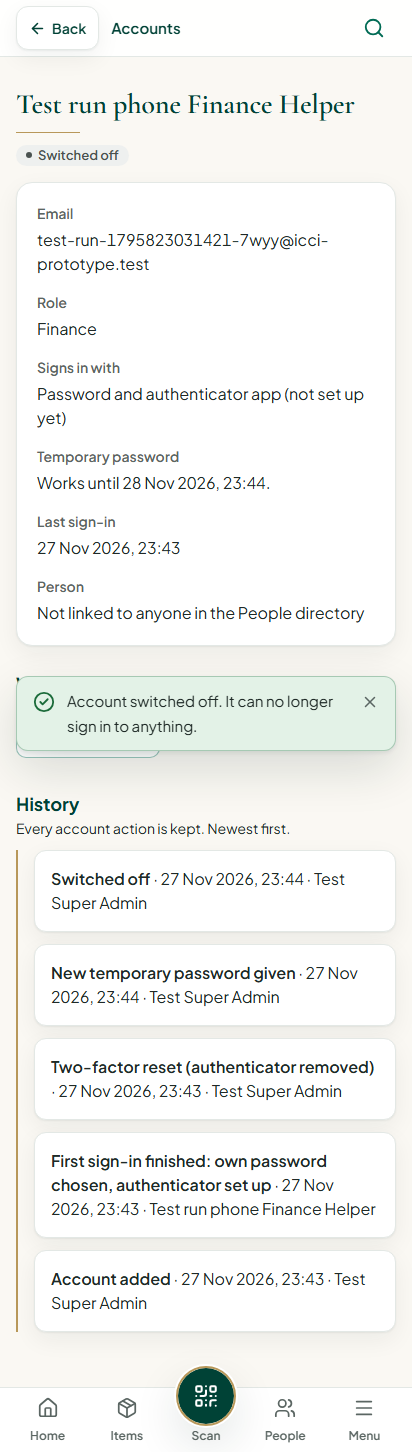 Back
Accounts
Test run phone Finance Helper
Switched off
Email
test-run-1795823031421-7wyy@icci-
prototype.test
Role
Finance
Signs in with
Password and authenticator app (not set up
yet)
Temporary password
Works until 28 Nov 2026, 23:44.
Last sign-in
27 Nov 2026, 23:43
Person
Not linked to anyone in the People directory
Account switched off. It can no longer
sign in to anything.
History
Every account action is kept. Newest first.
Switched off · 27 Nov 2026, 23:44 · Test
Super Admin
New temporary password given · 27 Nov
2026, 23:44 · Test Super Admin
Two-factor reset (authenticator removed)
· 27 Nov 2026, 23:43 · Test Super Admin
First sign-in finished: own password
chosen, authenticator set up · 27 Nov
2026, 23:43 · Test run phone Finance Helper
Account added · 27 Nov 2026, 23:43 · Test
Super Admin
Home
Items
Scan
People
Menu